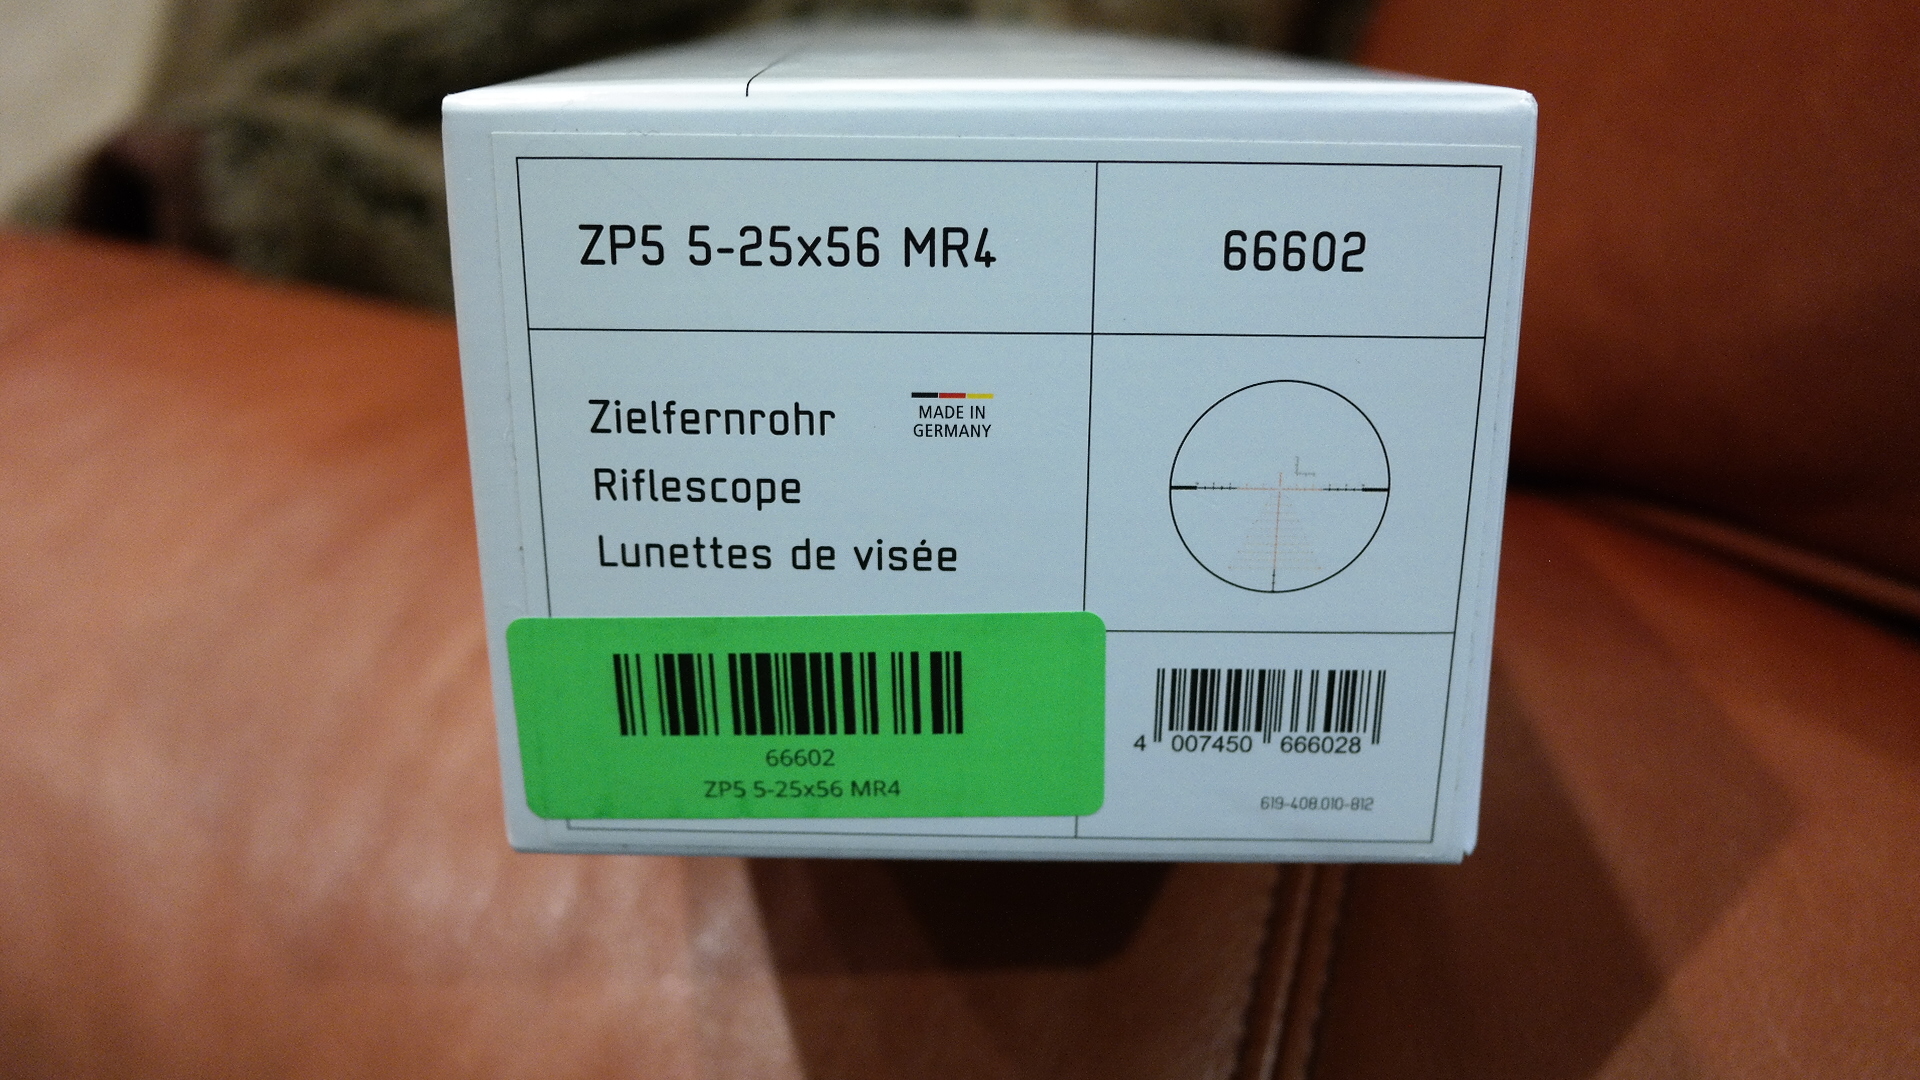 ZP5 5-25x56 MR4
66602
Zielfernrohr
MADE IN
GERMANY
Riflescope
Lunettes de visée
66602
ZP5 5-25x56 MR4
4 007450 666028
619-408.010-812